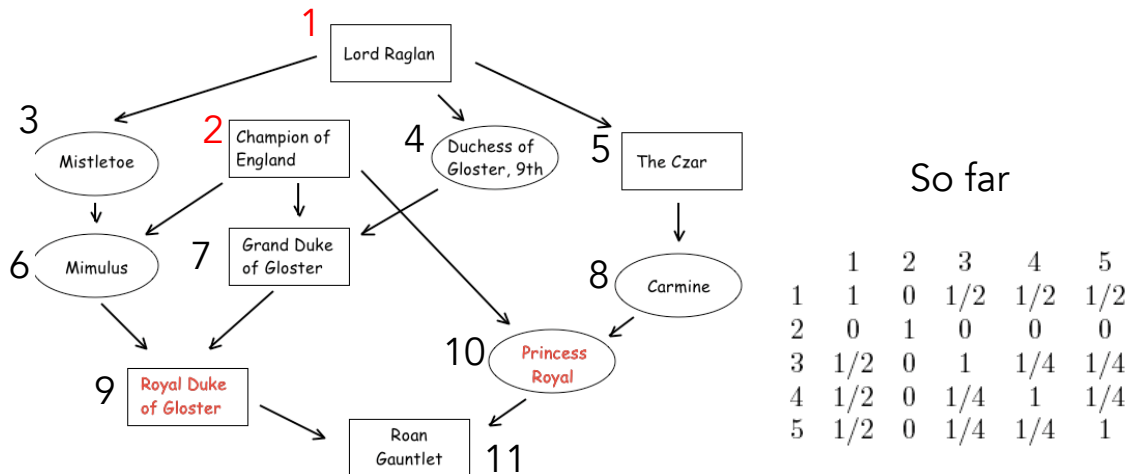 1
Lord Raglan
3
Mistletoe
2
Champion of
England
4
Duchess of
Gloster, 9th
5
The Czar
So far
6
Mimulus
7
Grand Duke
of Gloster
8
Carmine
9
Royal Duke
of Gloster
10
Princess
Royal
Roan
Gauntlet
11
1 2 3 4 5
1 1 0 1/2 1/2 1/2
2 0 1 0 0 0
3 1/2 0 1 1/4 1/4
4 1/2 0 1/4 1 1/4
5 1/2 0 1/4 1/4 1